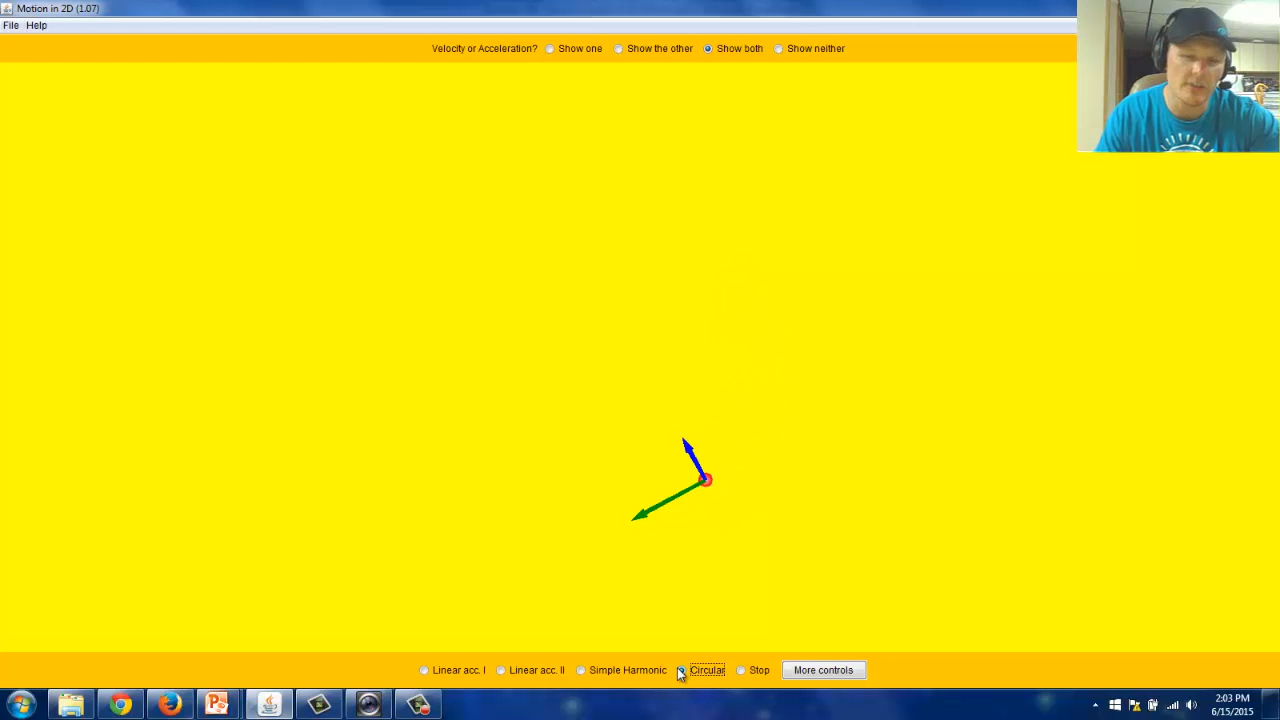 Motion in 2D (1.07)
File Help
Velocity or Acceleration? Show one Show the other Show both Show neither
Linear acc. I Linear acc. II Simple Harmonic Circular Stop More controls
2:03 PM
6/15/2015